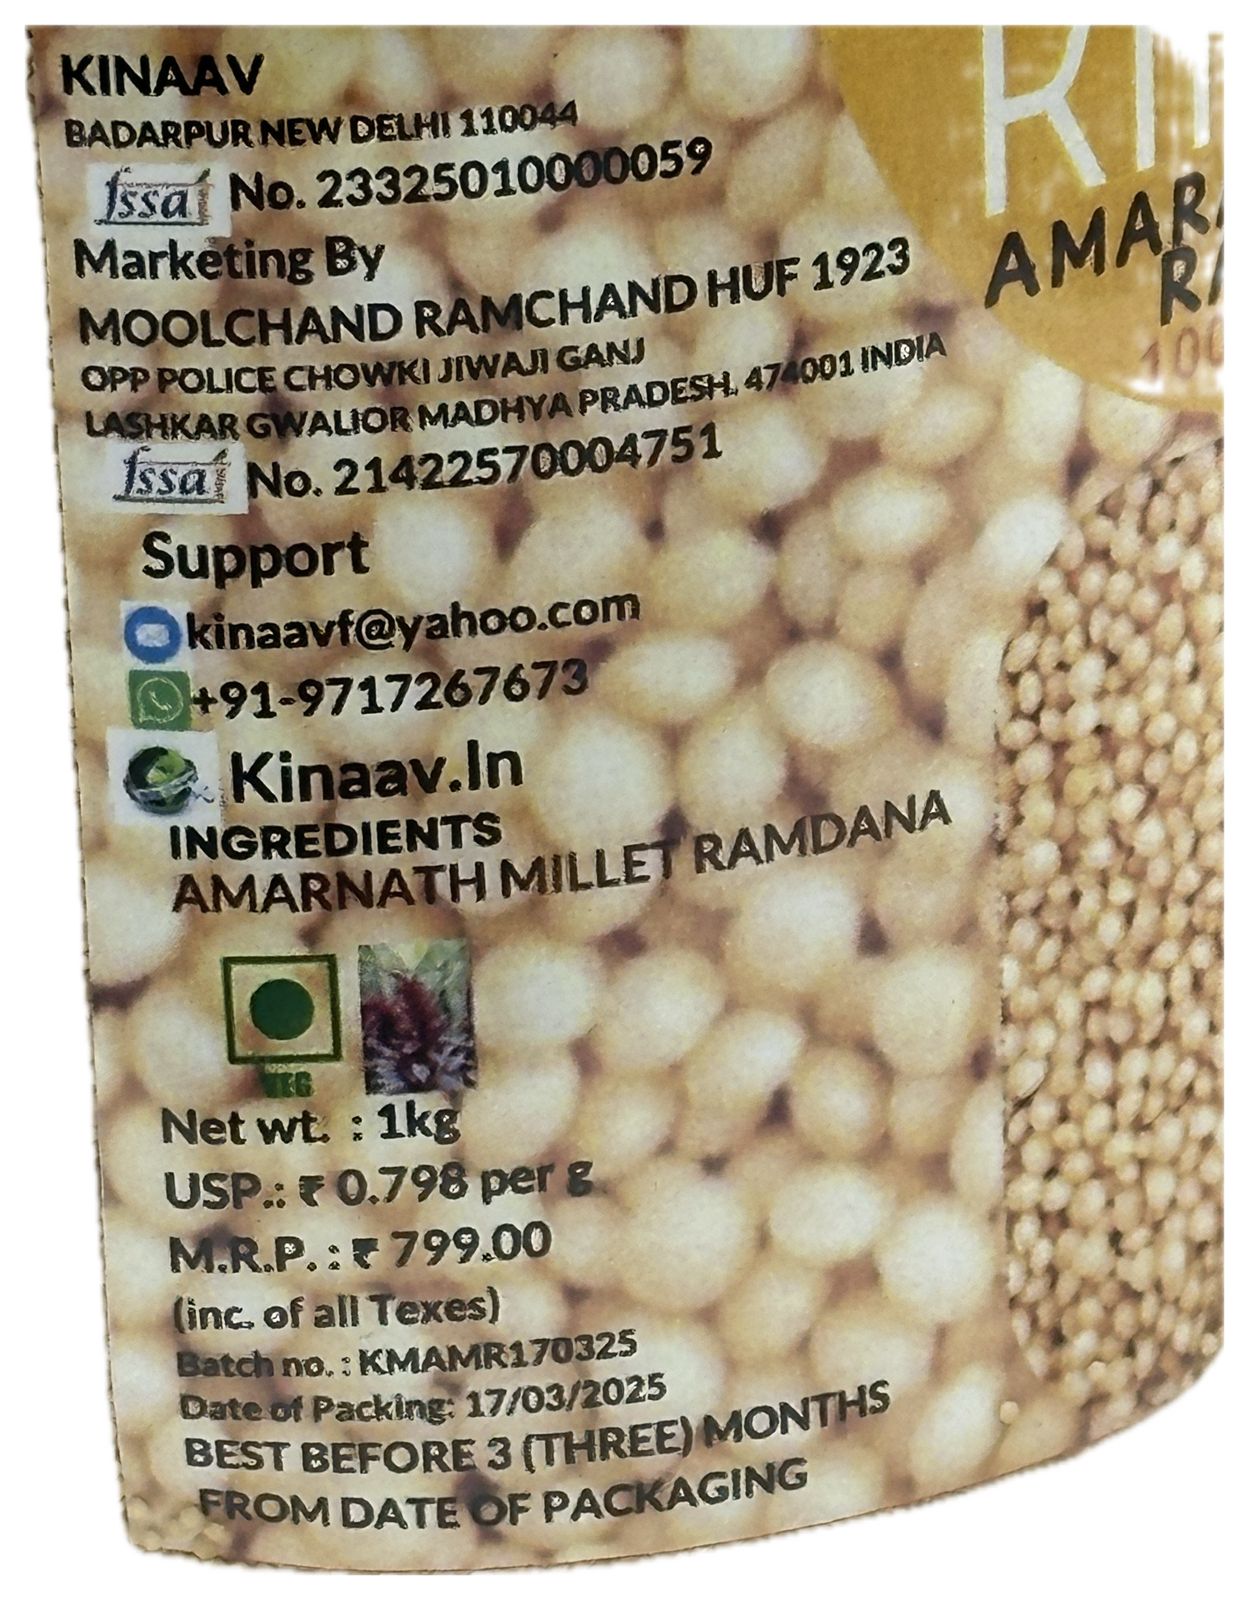 KINAAV
BADARPUR NEW DELHI 110044
fssai No. 23325010000059
Marketing By
MOOLCHAND RAMCHAND HUF 1923
OPP POLICE CHOWKI JIWAJI GANJ
LASHKAR GWALIOR MADHYA PRADESH, 474001 INDIA
fssai No. 21422570004751
Support
kinaavf@yahoo.com
+91-9717267673
Kinaav.In
INGREDIENTS
AMARNATH MILLET RAMDANA
VEG
Net wt. : 1kg
USP.: ₹ 0.798 per g
M.R.P. : ₹ 799.00
(inc. of all Texes)
Batch no. : KMAMR170325
Date of Packing: 17/03/2025
BEST BEFORE 3 (THREE) MONTHS
FROM DATE OF PACKAGING